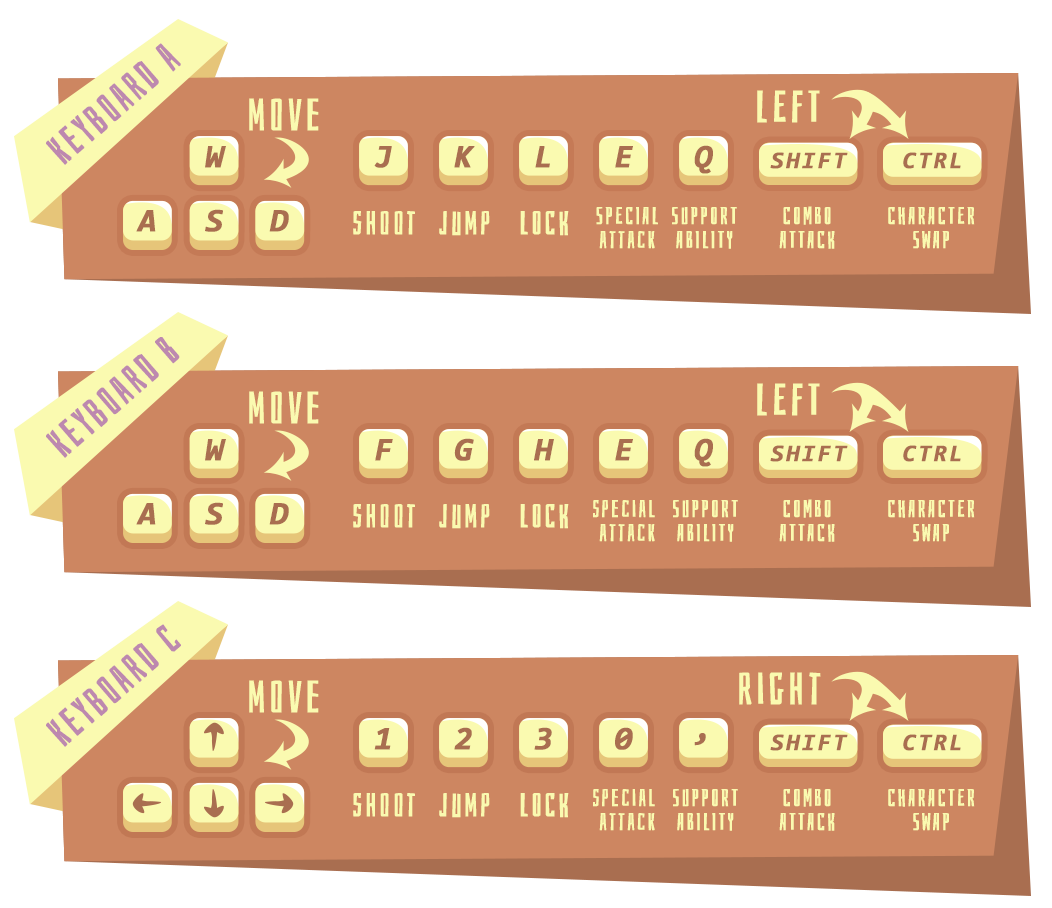 KEYBOARD A
MOVE
LEFT
W
J K L E Q SHIFT CTRL
A S D
SHOOT JUMP LOCK SPECIAL ATTACK SUPPORT ABILITY COMBO ATTACK CHARACTER SWAP
KEYBOARD B
MOVE
LEFT
W
F G H E Q SHIFT CTRL
A S D
SHOOT JUMP LOCK SPECIAL ATTACK SUPPORT ABILITY COMBO ATTACK CHARACTER SWAP
KEYBOARD C
MOVE
RIGHT
↑
1 2 3 0 , SHIFT CTRL
← ↓ →
SHOOT JUMP LOCK SPECIAL ATTACK SUPPORT ABILITY COMBO ATTACK CHARACTER SWAP